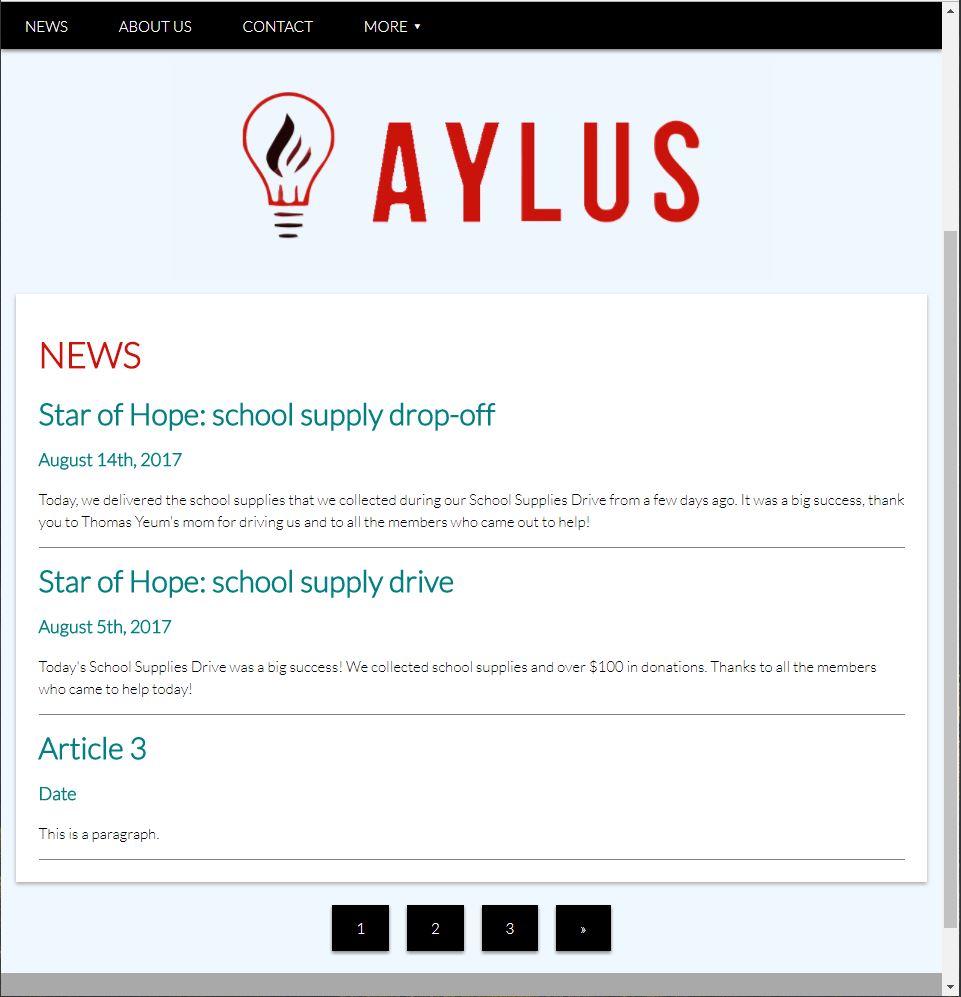 NEWS ABOUT US CONTACT MORE ▼
AYLUS
NEWS
Star of Hope: school supply drop-off
August 14th, 2017
Today, we delivered the school supplies that we collected during our School Supplies Drive from a few days ago. It was a big success, thank
you to Thomas Yeum's mom for driving us and to all the members who came out to help!
Star of Hope: school supply drive
August 5th, 2017
Today's School Supplies Drive was a big success! We collected school supplies and over $100 in donations. Thanks to all the members
who came to help today!
Article 3
Date
This is a paragraph.
1 2 3 »